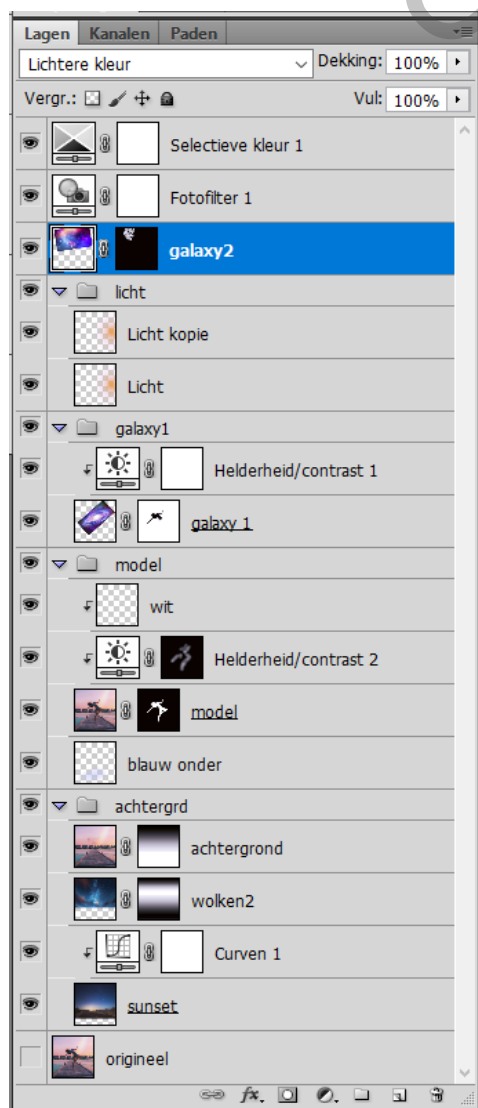 Lagen Kanalen Paden
Lichtere kleur Dekking: 100%
Vergr.: Vul: 100%
Selectieve kleur 1
Fotofilter 1
galaxy2
licht
Licht kopie
Licht
galaxy1
Helderheid/contrast 1
galaxy 1
model
wit
Helderheid/contrast 2
model
blauw onder
achtergrd
achtergrond
wolken2
Curven 1
sunset
origineel
fx.